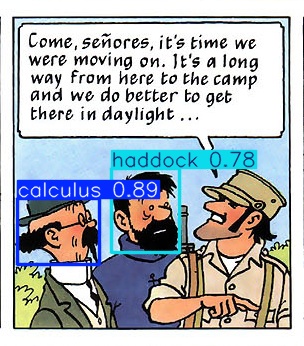 Come, señores, it's time we
were moving on. It's a long
way from here to the camp
and we do better to get
there in daylight ...
haddock 0.78
calculus 0.89